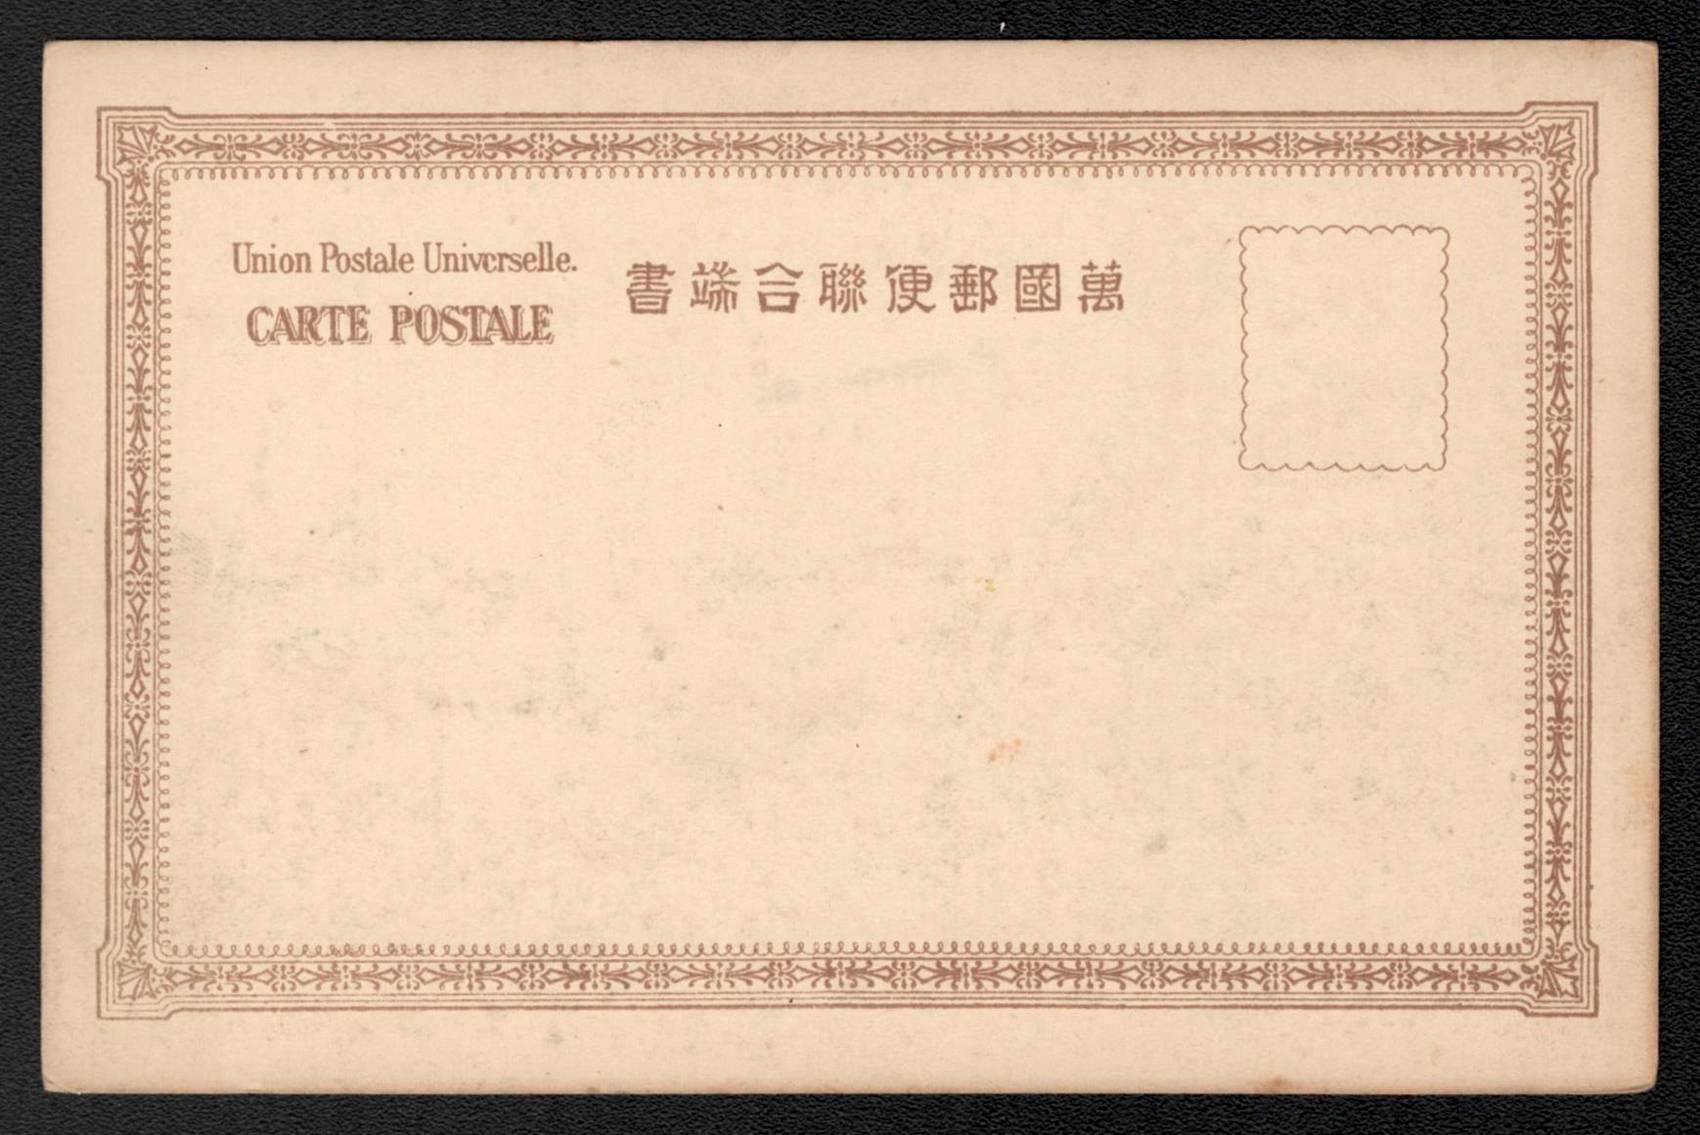 Union Postale Universelle.
CARTE POSTALE
萬國郵便聯合端書